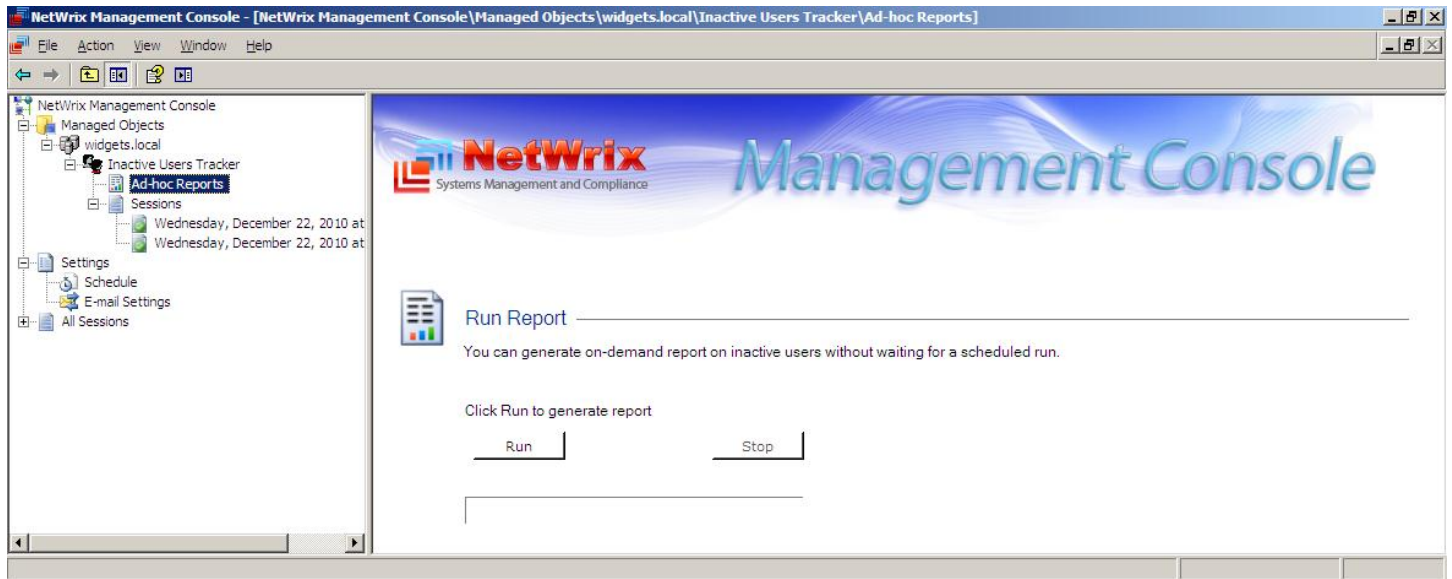 NetWrix Management Console - [NetWrix Management Console\Managed Objects\widgets.local\Inactive Users Tracker\Ad-hoc Reports]
File Action View Window Help
NetWrix Management Console
Managed Objects
widgets.local
Inactive Users Tracker
Ad-hoc Reports
Sessions
Wednesday, December 22, 2010 at
Wednesday, December 22, 2010 at
Settings
Schedule
E-mail Settings
All Sessions
NetWrix
Systems Management and Compliance
Management Console
Run Report
You can generate on-demand report on inactive users without waiting for a scheduled run.
Click Run to generate report
Run Stop